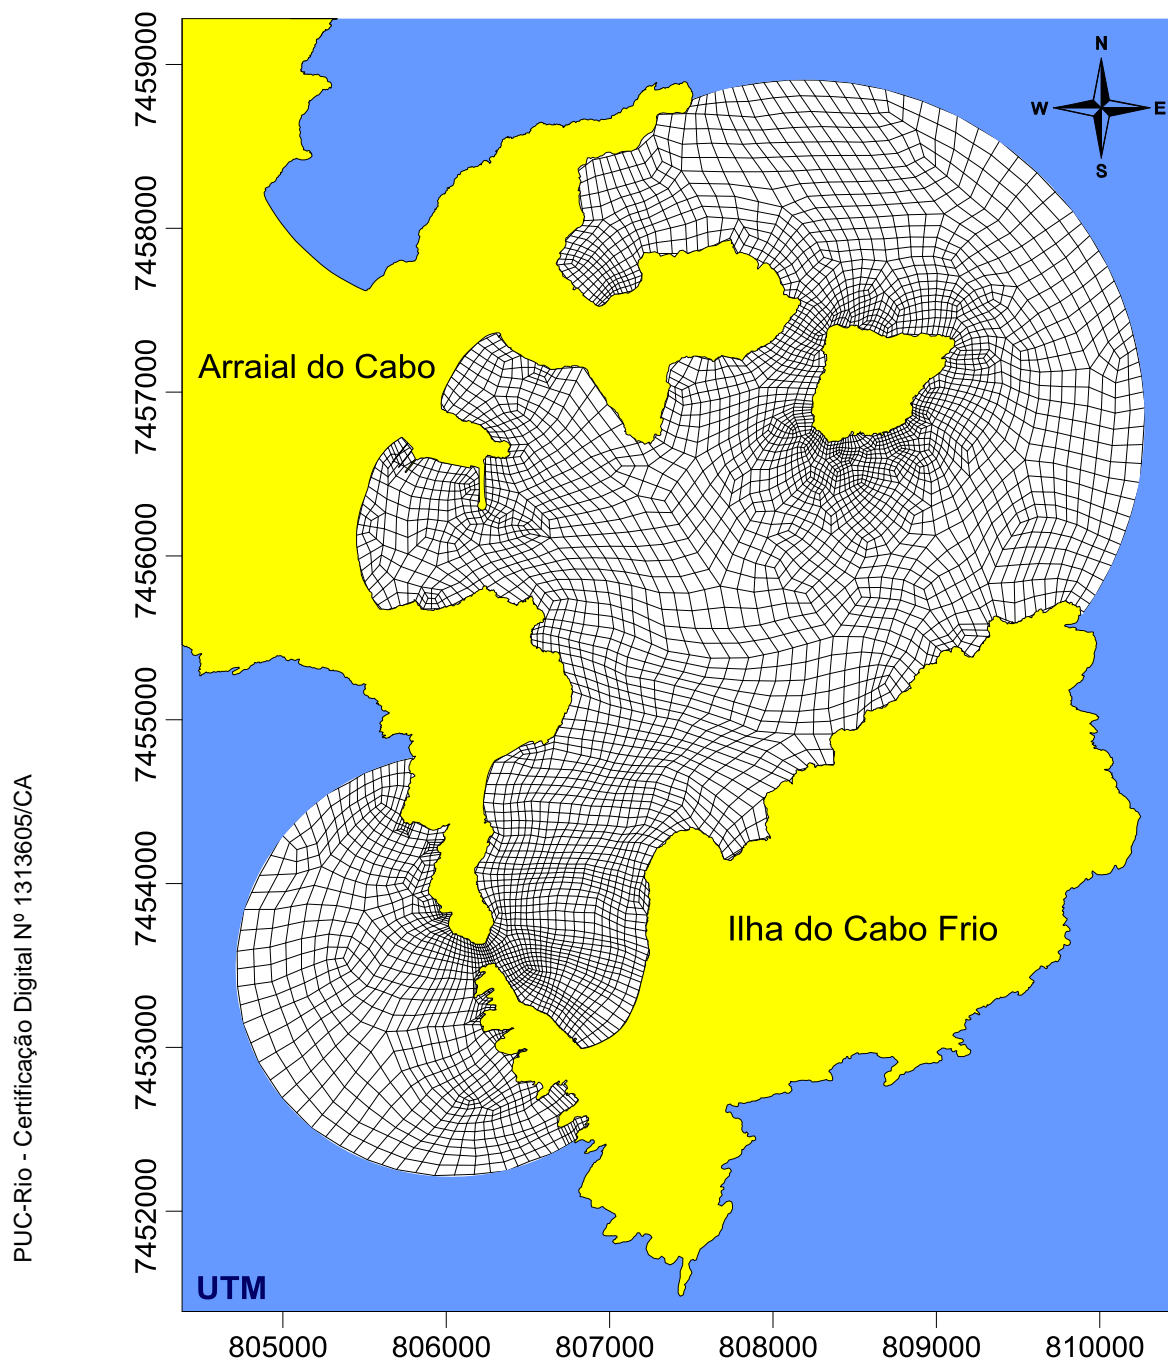 N
W E
S
7459000
7458000
7457000
7456000
7455000
7454000
7453000
7452000
Arraial do Cabo
Ilha do Cabo Frio
UTM
805000 806000 807000 808000 809000 810000
PUC-Rio - Certificação Digital Nº 1313605/CA